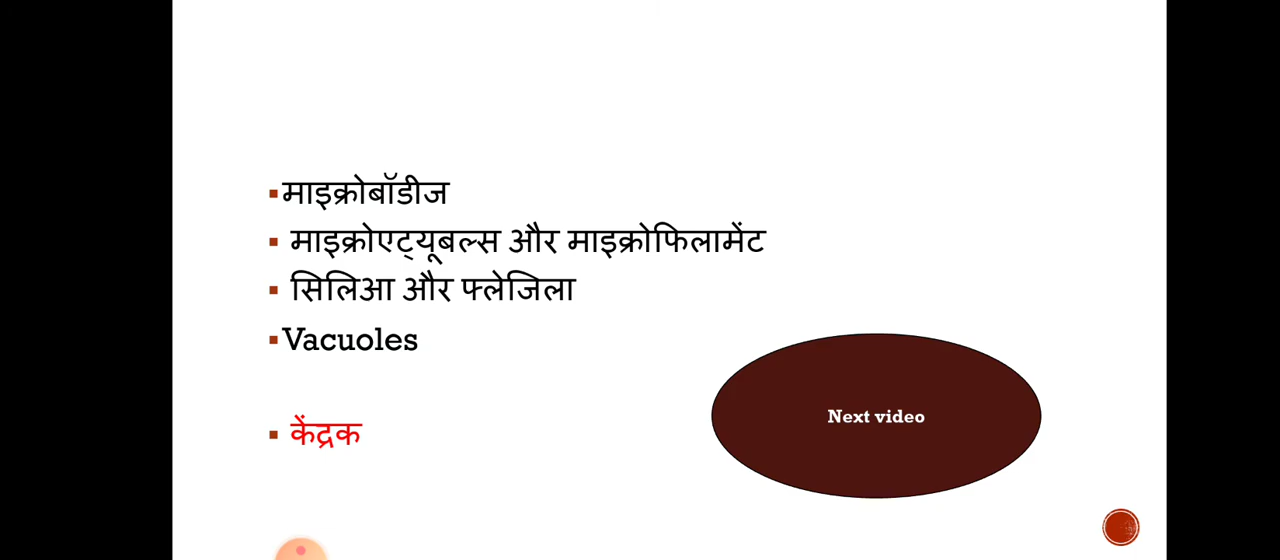 माइक्रोबॉडीज
माइक्रोएट्यूबल्स और माइक्रोफिलामेंट
सिलिआ और फ्लेजिला
Vacuoles
Next video
केंद्रक